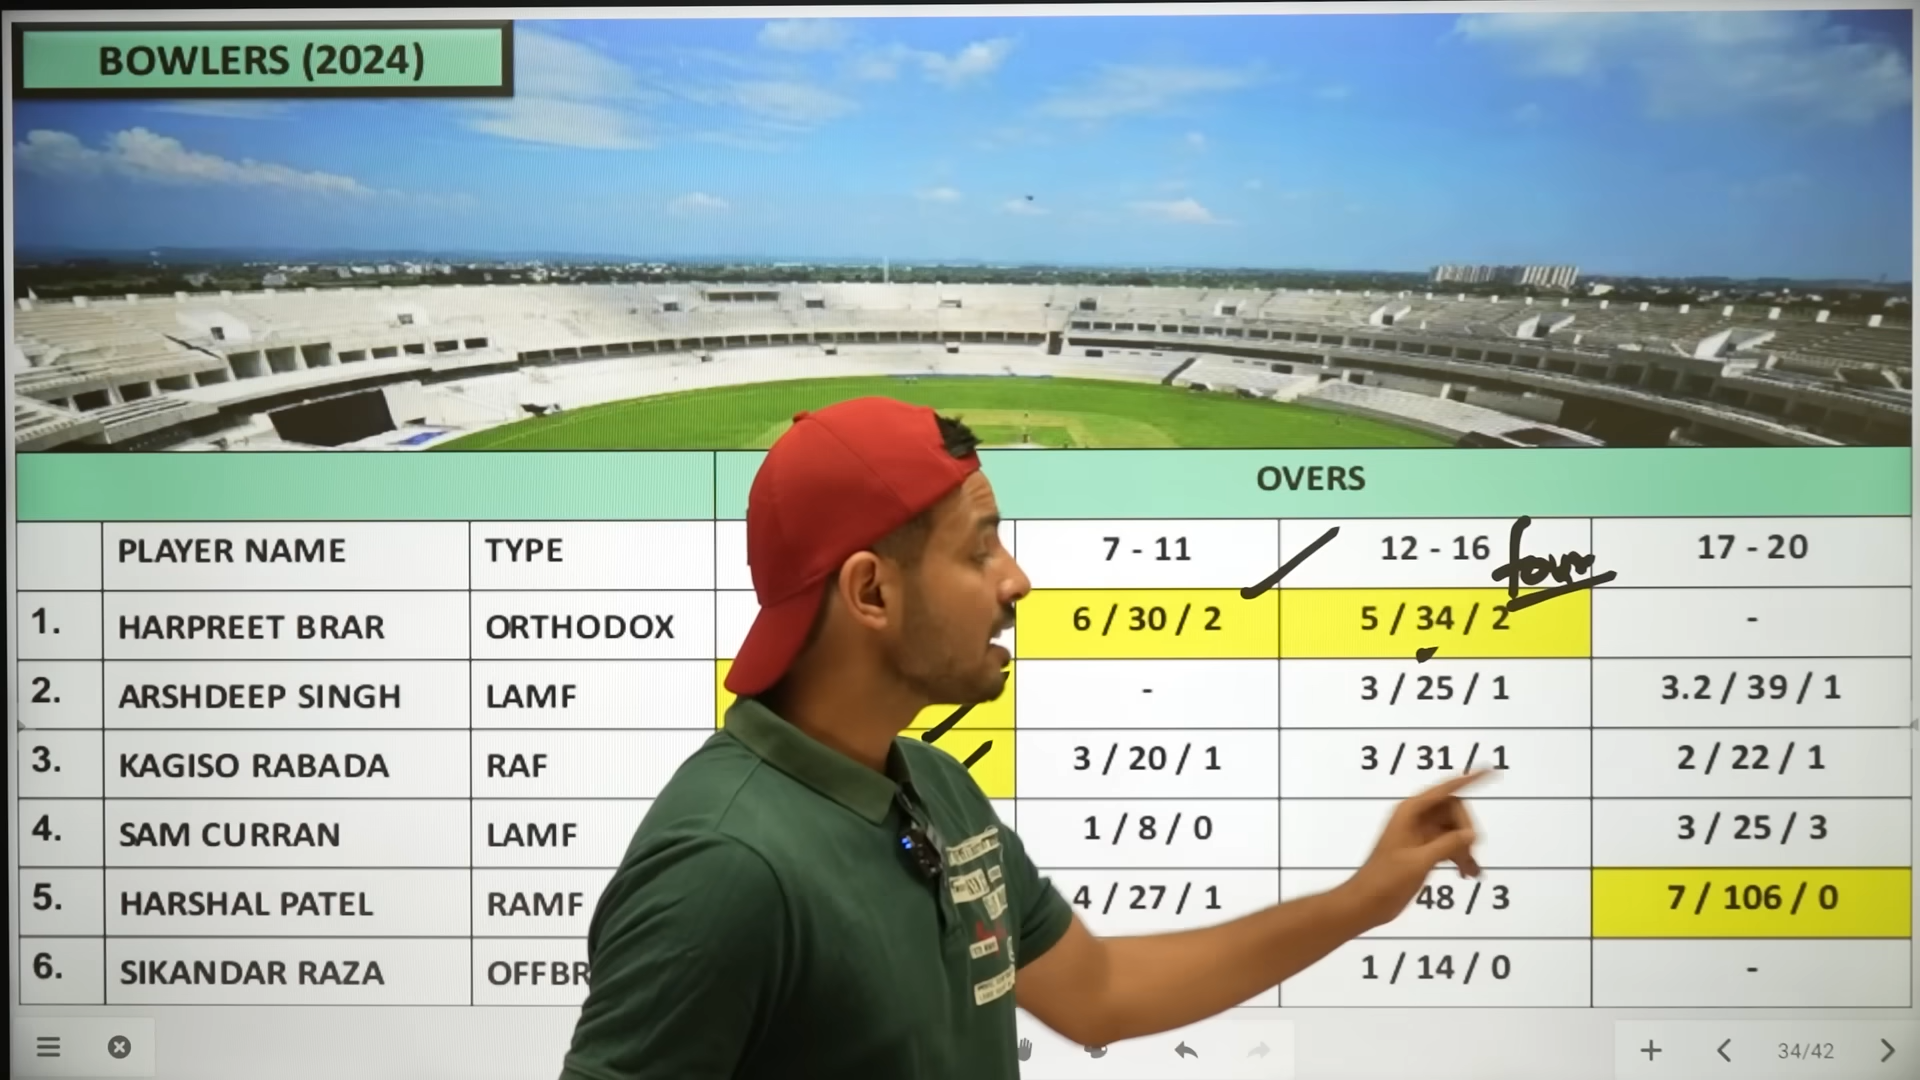 BOWLERS (2024)
OVERS
PLAYER NAME TYPE 7 - 11 12 - 16 four 17 - 20
1. HARPREET BRAR ORTHODOX 6 / 30 / 2 5 / 34 / 2 -
2. ARSHDEEP SINGH LAMF - 3 / 25 / 1 3.2 / 39 / 1
3. KAGISO RABADA RAF 3 / 20 / 1 3 / 31 / 1 2 / 22 / 1
4. SAM CURRAN LAMF 1 / 8 / 0 3 / 25 / 3
5. HARSHAL PATEL RAMF 4 / 27 / 1 48 / 3 7 / 106 / 0
6. SIKANDAR RAZA OFFBR 1 / 14 / 0 -
34/42